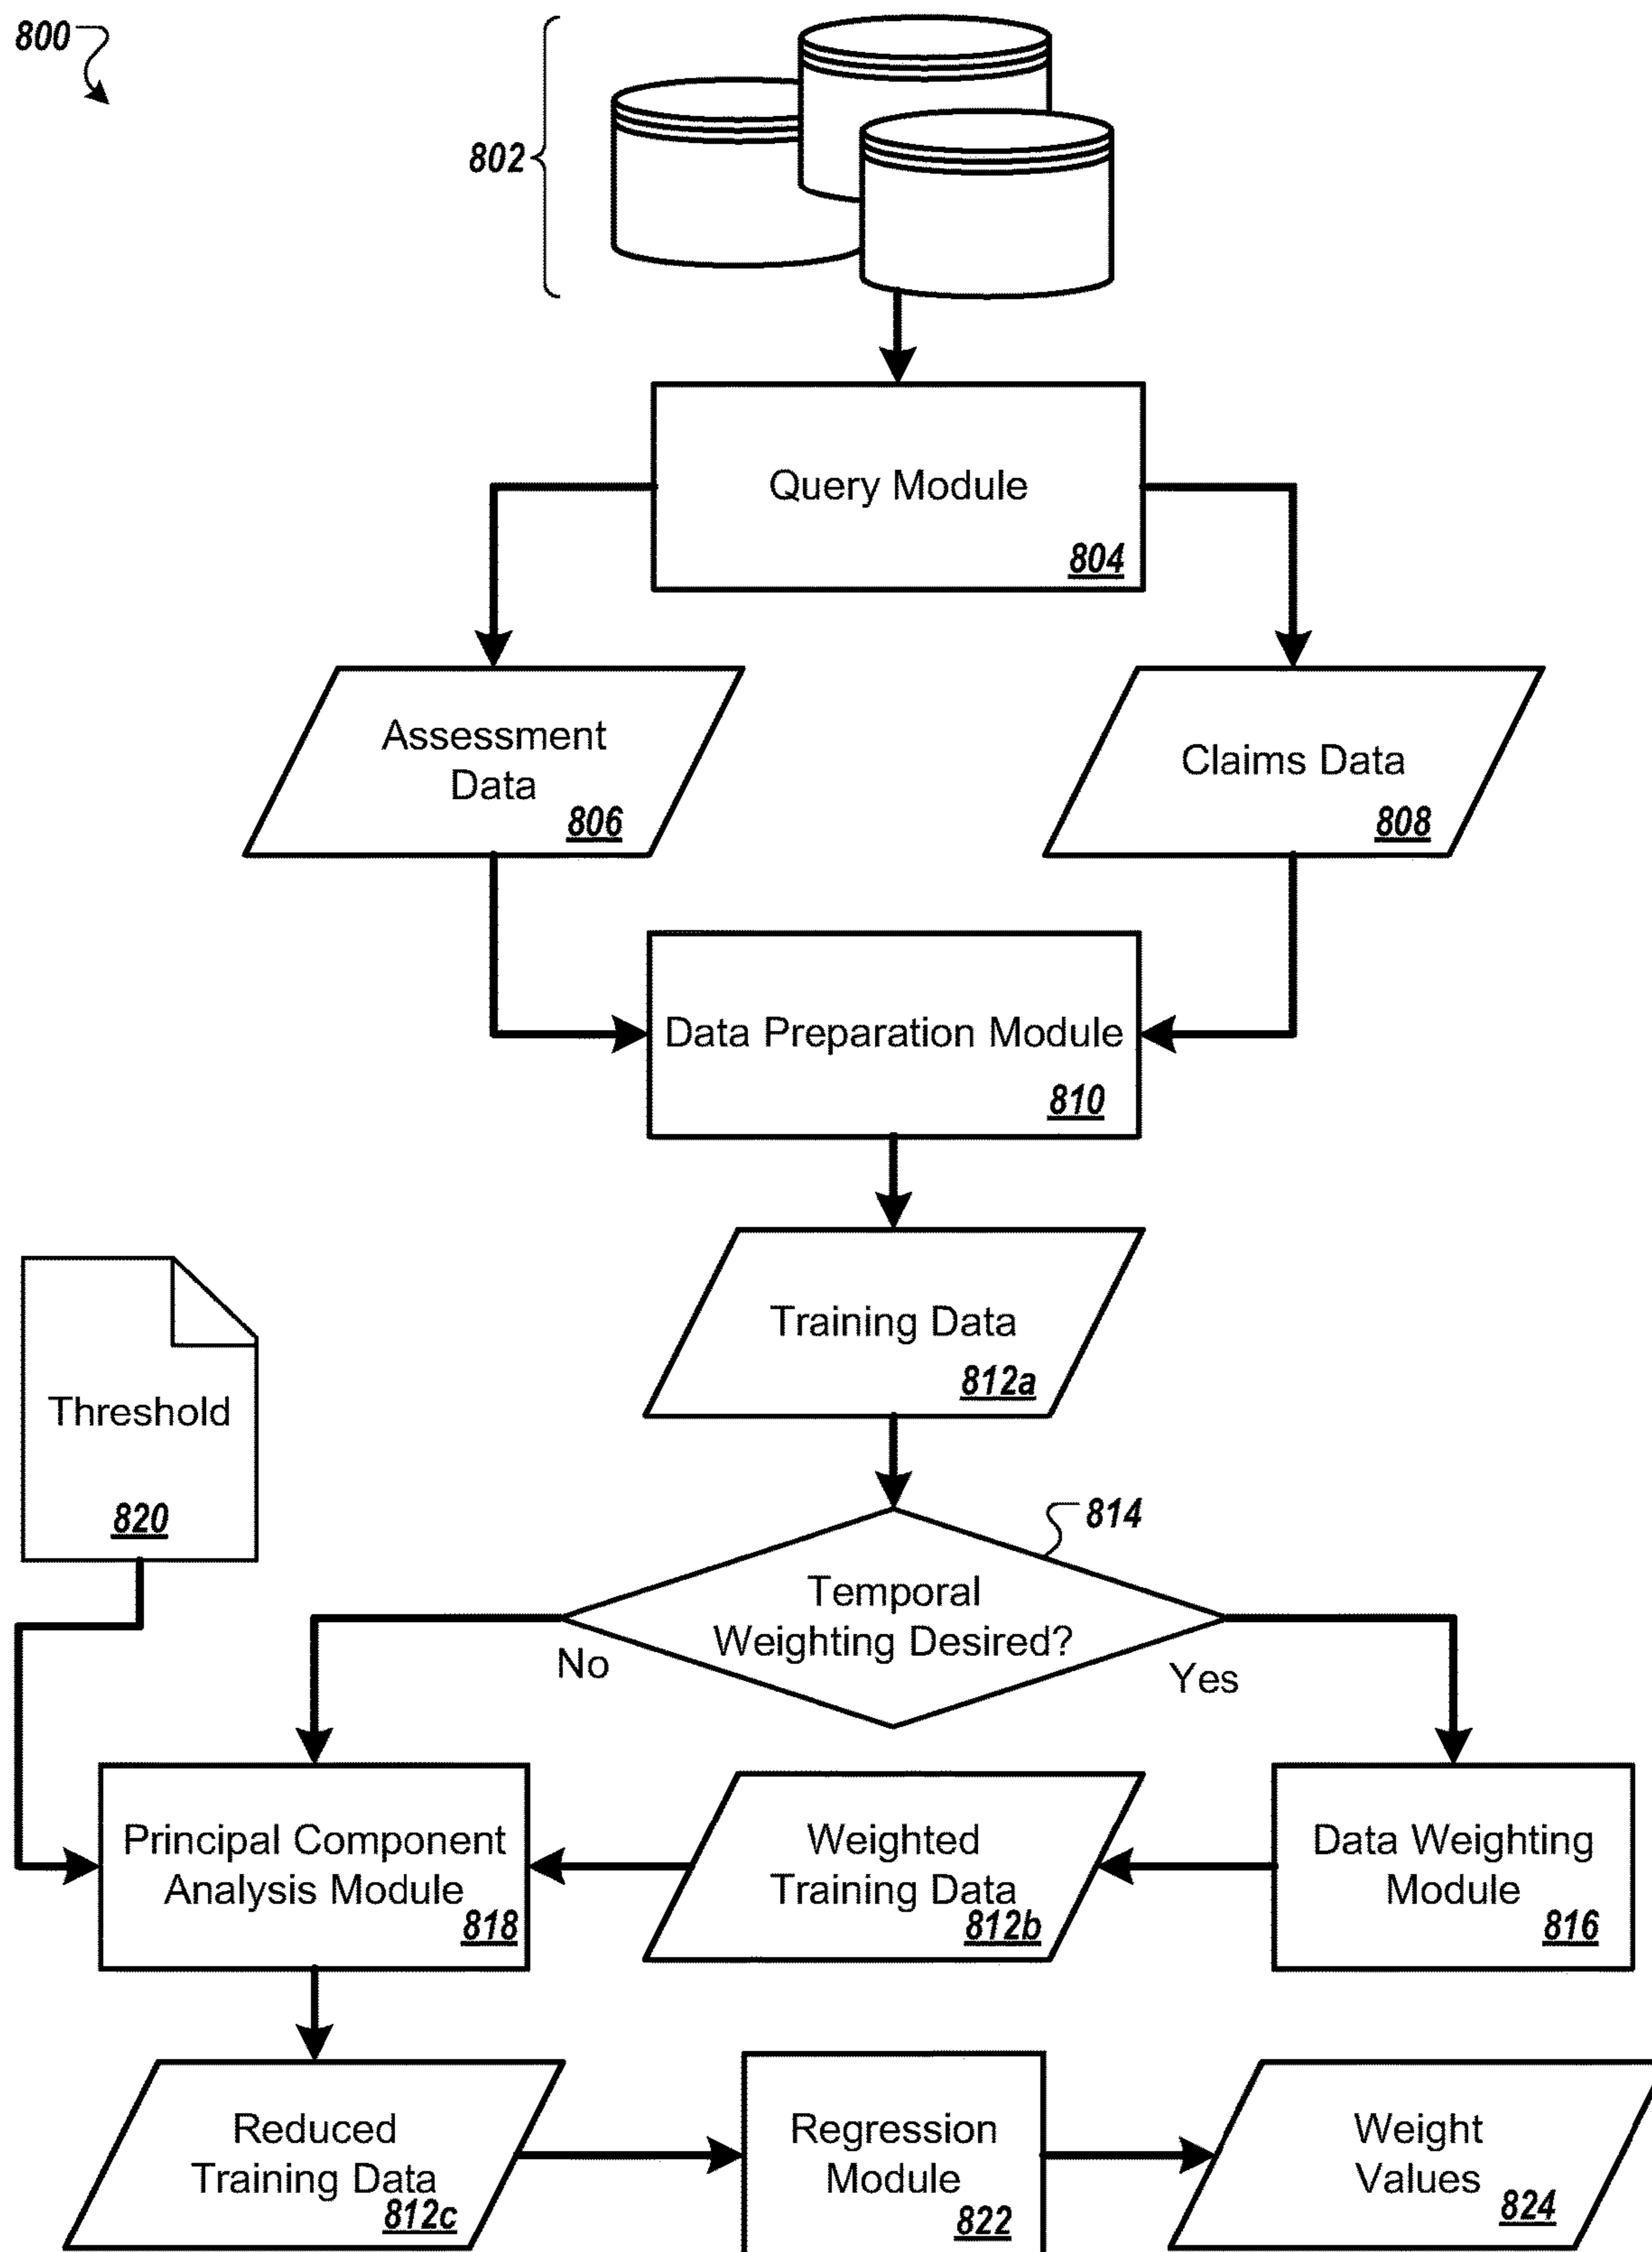 800
802
Query Module
804
Assessment
Data
806
Claims Data
808
Data Preparation Module
810
Training Data
812a
Threshold
820
814
Temporal
Weighting Desired?
No
Yes
Principal Component
Analysis Module
818
Weighted
Training Data
812b
Data Weighting
Module
816
Reduced
Training Data
812c
Regression
Module
822
Weight
Values
824